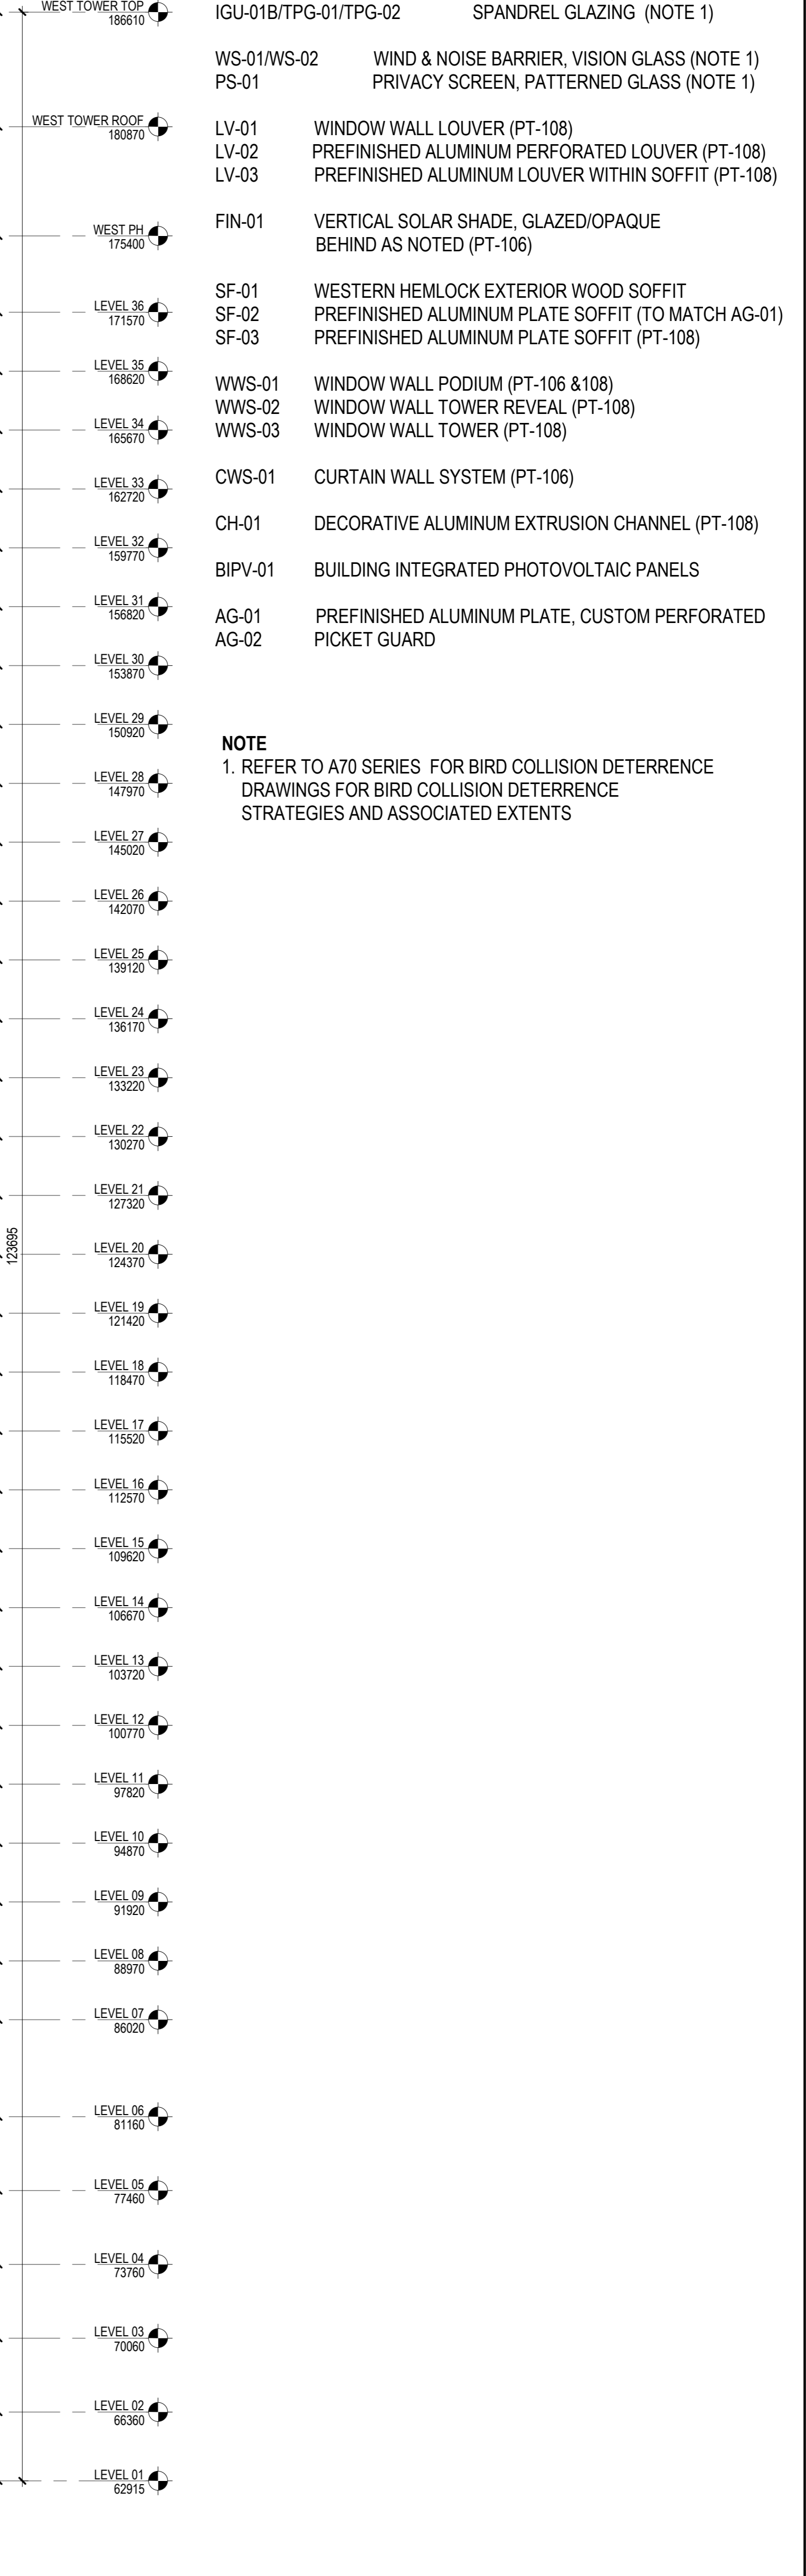 WEST TOWER TOP
186610
WEST TOWER ROOF
180870
WEST PH
175400
LEVEL 36
171570
LEVEL 35
168620
LEVEL 34
165670
LEVEL 33
162720
LEVEL 32
159770
LEVEL 31
156820
LEVEL 30
153870
LEVEL 29
150920
LEVEL 28
147970
LEVEL 27
145020
LEVEL 26
142070
LEVEL 25
139120
LEVEL 24
136170
LEVEL 23
133220
LEVEL 22
130270
LEVEL 21
127320
123695
LEVEL 20
124370
LEVEL 19
121420
LEVEL 18
118470
LEVEL 17
115520
LEVEL 16
112570
LEVEL 15
109620
LEVEL 14
106670
LEVEL 13
103720
LEVEL 12
100770
LEVEL 11
97820
LEVEL 10
94870
LEVEL 09
91920
LEVEL 08
88970
LEVEL 07
86020
LEVEL 06
81160
LEVEL 05
77460
LEVEL 04
73760
LEVEL 03
70060
LEVEL 02
66360
LEVEL 01
62915
IGU-01B/TPG-01/TPG-02 SPANDREL GLAZING (NOTE 1)
WS-01/WS-02 WIND & NOISE BARRIER, VISION GLASS (NOTE 1)
PS-01 PRIVACY SCREEN, PATTERNED GLASS (NOTE 1)
LV-01 WINDOW WALL LOUVER (PT-108)
LV-02 PREFINISHED ALUMINUM PERFORATED LOUVER (PT-108)
LV-03 PREFINISHED ALUMINUM LOUVER WITHIN SOFFIT (PT-108)
FIN-01 VERTICAL SOLAR SHADE, GLAZED/OPAQUE
BEHIND AS NOTED (PT-106)
SF-01 WESTERN HEMLOCK EXTERIOR WOOD SOFFIT
SF-02 PREFINISHED ALUMINUM PLATE SOFFIT (TO MATCH AG-01)
SF-03 PREFINISHED ALUMINUM PLATE SOFFIT (PT-108)
WWS-01 WINDOW WALL PODIUM (PT-106 &108)
WWS-02 WINDOW WALL TOWER REVEAL (PT-108)
WWS-03 WINDOW WALL TOWER (PT-108)
CWS-01 CURTAIN WALL SYSTEM (PT-106)
CH-01 DECORATIVE ALUMINUM EXTRUSION CHANNEL (PT-108)
BIPV-01 BUILDING INTEGRATED PHOTOVOLTAIC PANELS
AG-01 PREFINISHED ALUMINUM PLATE, CUSTOM PERFORATED
AG-02 PICKET GUARD
NOTE
1. REFER TO A70 SERIES FOR BIRD COLLISION DETERRENCE
DRAWINGS FOR BIRD COLLISION DETERRENCE
STRATEGIES AND ASSOCIATED EXTENTS